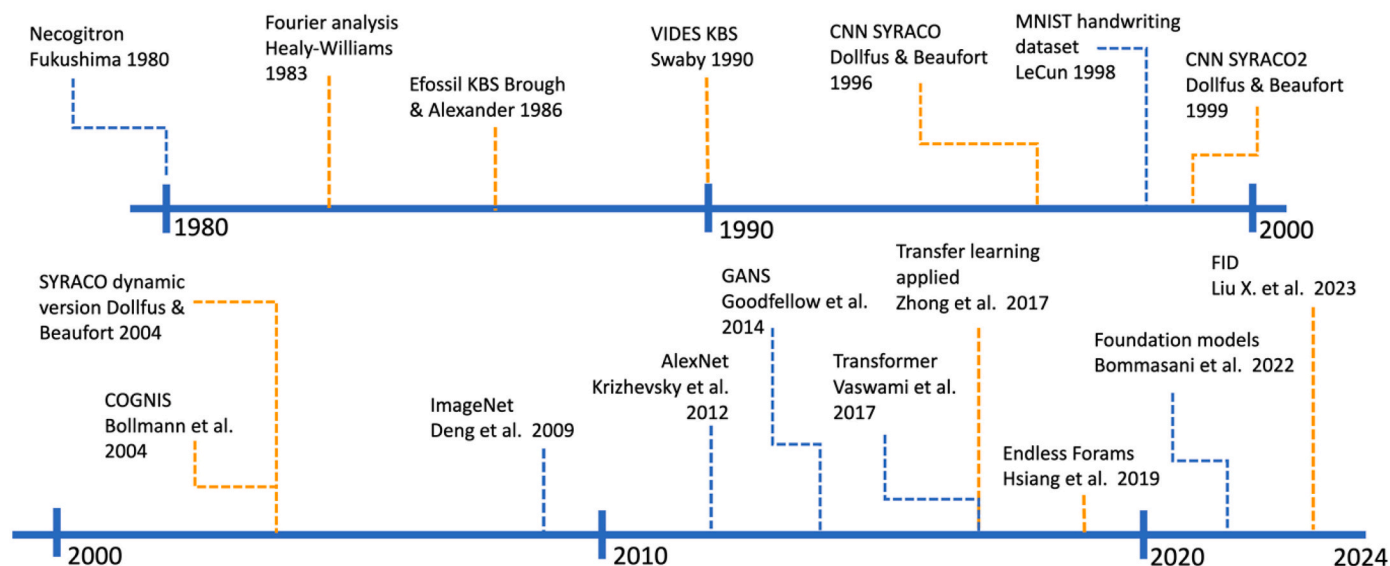 Necogitron
Fukushima 1980
Fourier analysis
Healy-Williams
1983
Efossil KBS Brough
& Alexander 1986
VIDES KBS
Swaby 1990
CNN SYRACO
Dollfus & Beaufort
1996
MNIST handwriting
dataset
LeCun 1998
CNN SYRACO2
Dollfus & Beaufort
1999
1980
1990
2000
SYRACO dynamic
version Dollfus &
Beaufort 2004
COGNIS
Bollmann et al.
2004
ImageNet
Deng et al. 2009
AlexNet
Krizhevsky et al.
2012
GANS
Goodfellow et al.
2014
Transformer
Vaswami et al.
2017
Transfer learning
applied
Zhong et al. 2017
Endless Forams
Hsiang et al. 2019
Foundation models
Bommasani et al. 2022
FID
Liu X. et al. 2023
2000
2010
2020
2024